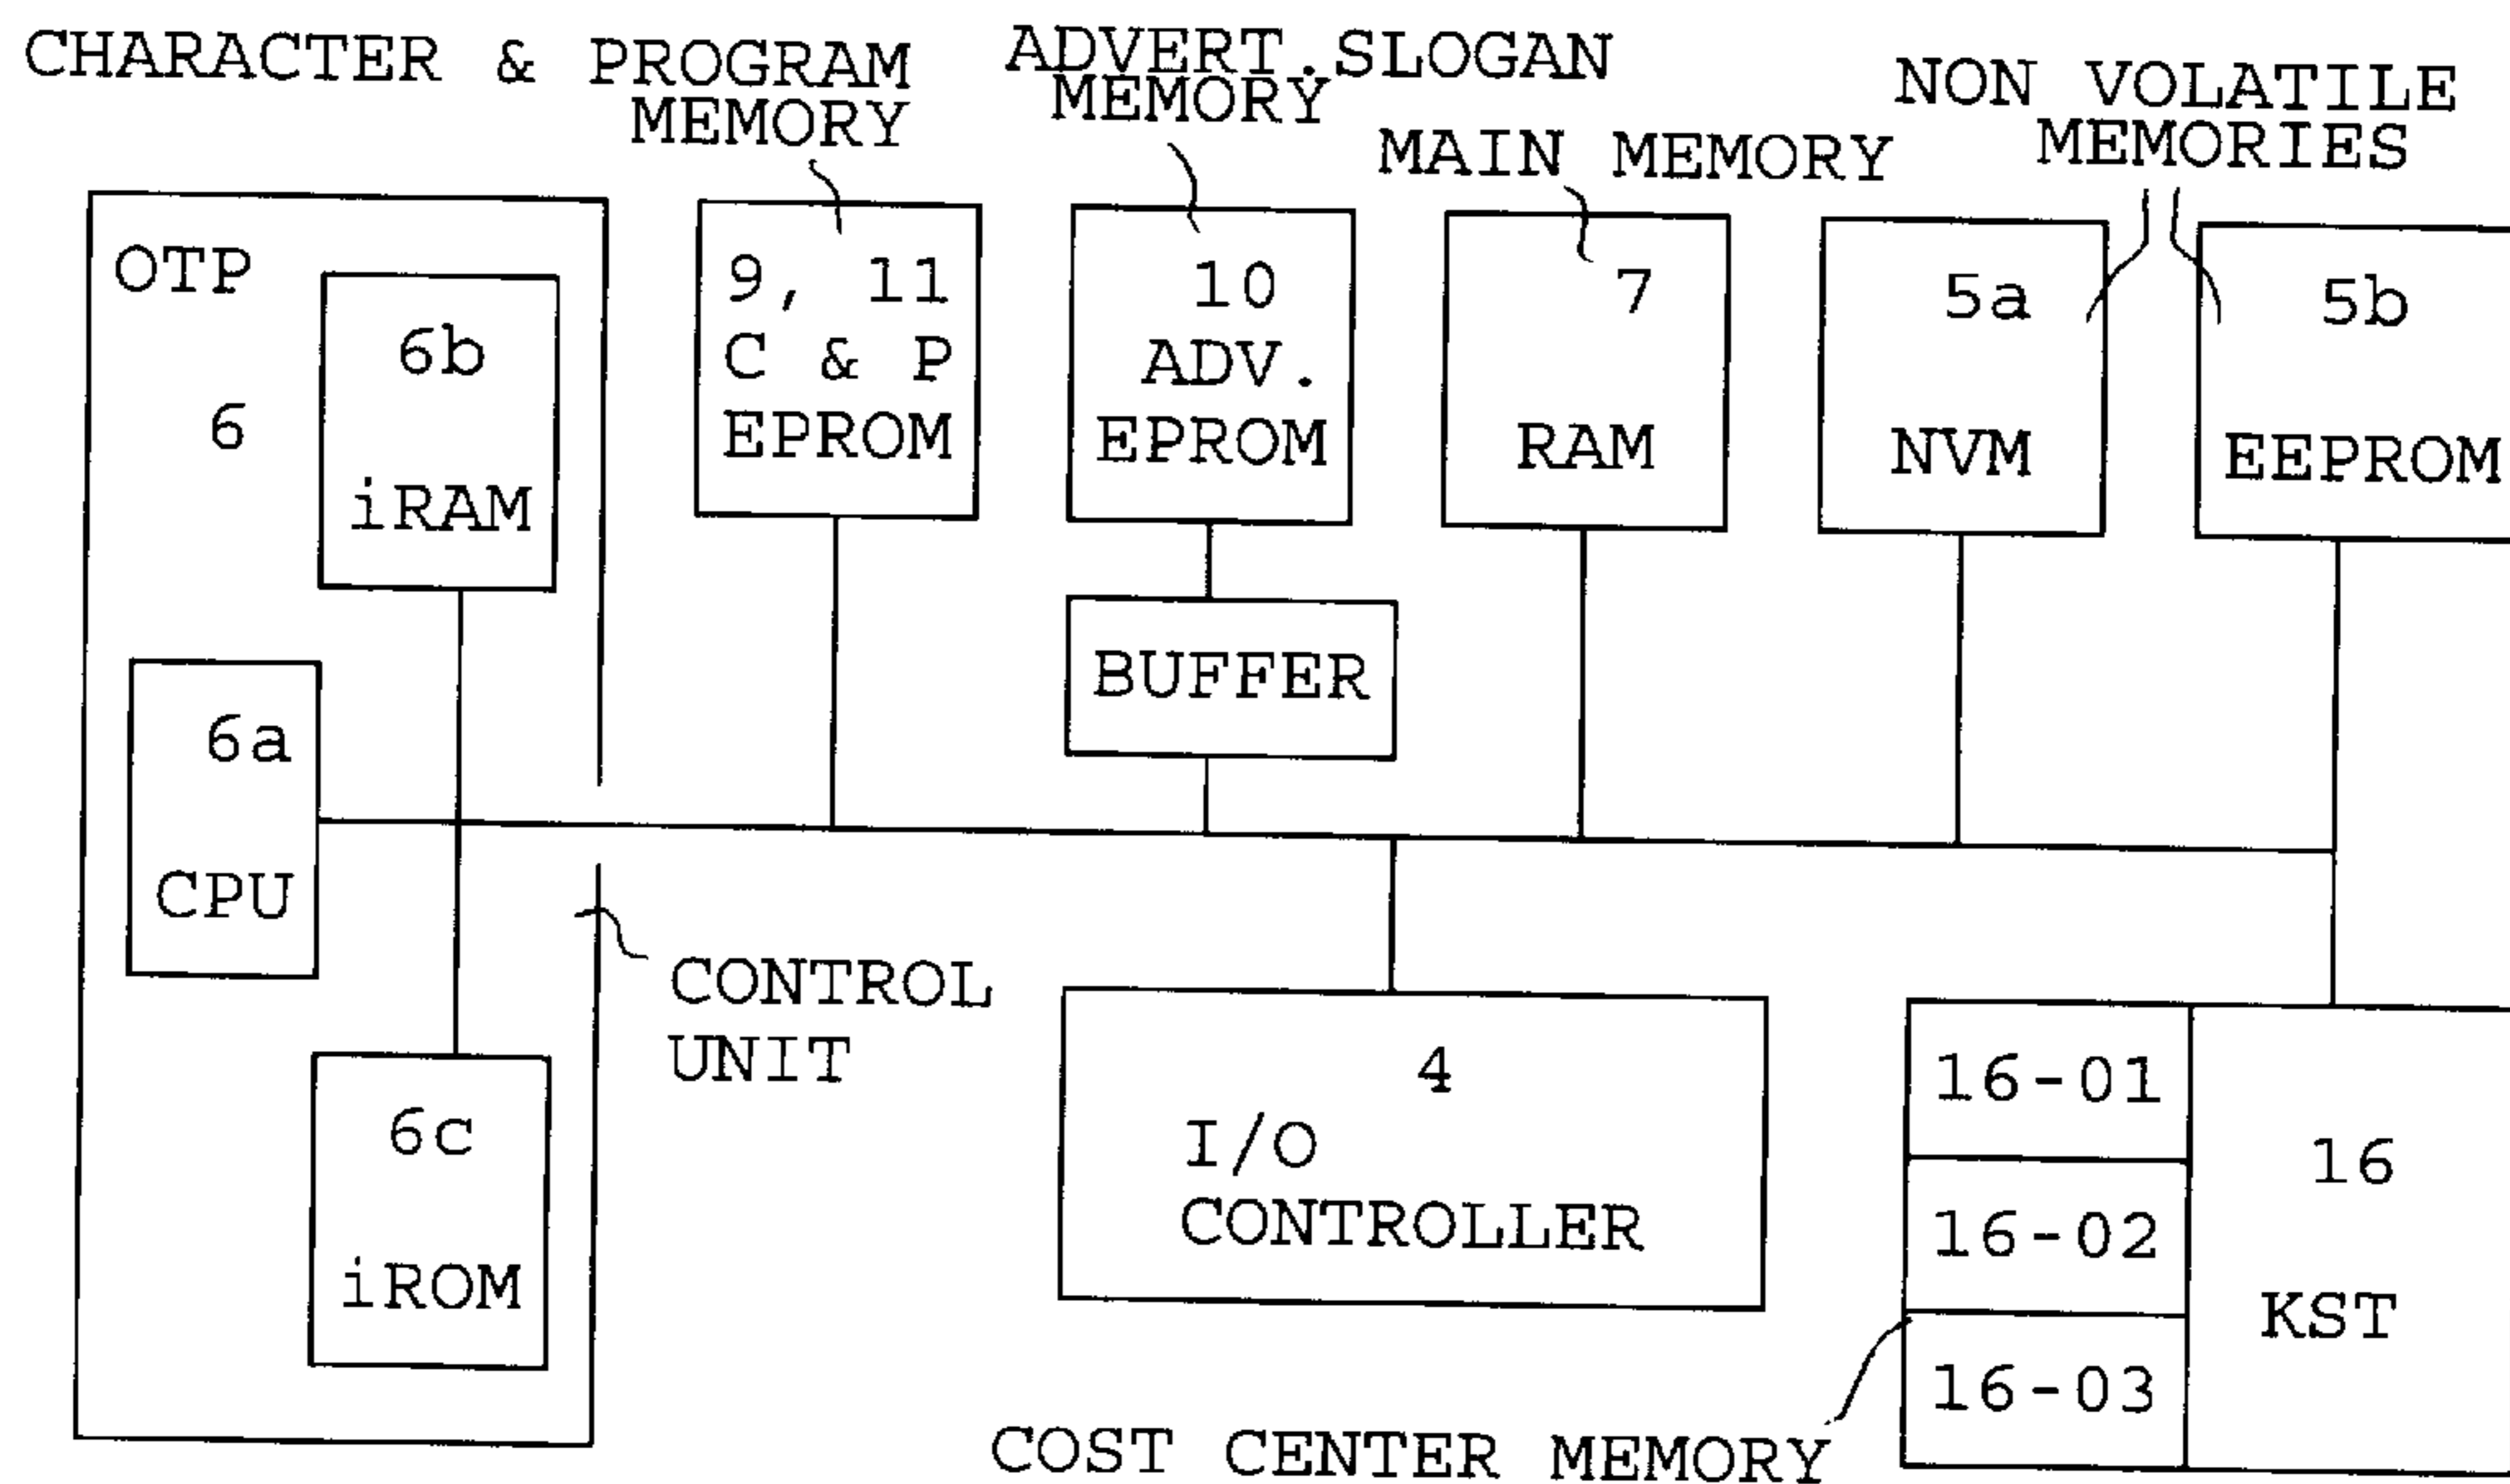 CHARACTER & PROGRAM
MEMORY
ADVERT.SLOGAN
MEMORY
MAIN MEMORY
NON VOLATILE
MEMORIES
OTP
6
6b
iRAM
6a
CPU
6c
iROM
CONTROL
UNIT
9, 11
C & P
EPROM
10
ADV.
EPROM
BUFFER
7
RAM
5a
NVM
5b
EEPROM
4
I/O
CONTROLLER
16-01
16-02
16-03
16
KST
COST CENTER MEMORY